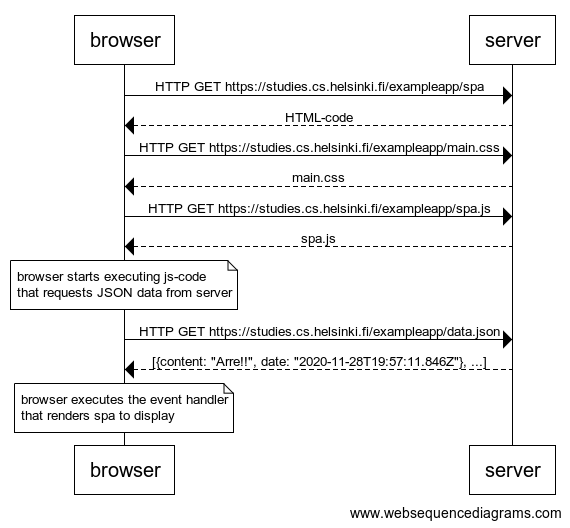 browser
server
HTTP GET https://studies.cs.helsinki.fi/exampleapp/spa
HTML-code
HTTP GET https://studies.cs.helsinki.fi/exampleapp/main.css
main.css
HTTP GET https://studies.cs.helsinki.fi/exampleapp/spa.js
spa.js
browser starts executing js-code
that requests JSON data from server
HTTP GET https://studies.cs.helsinki.fi/exampleapp/data.json
[{content: "Arre!!", date: "2020-11-28T19:57:11.846Z"}, ...]
browser executes the event handler
that renders spa to display
browser
server
www.websequencediagrams.com